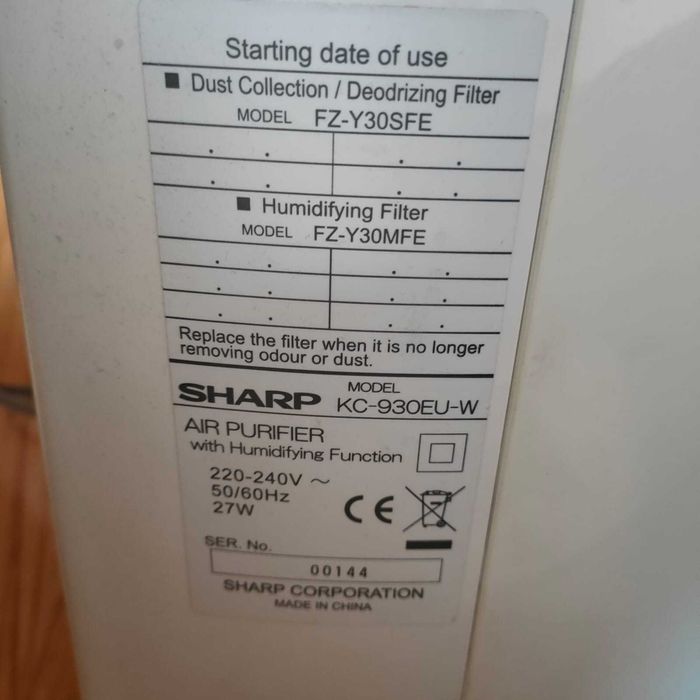 Starting date of use
■ Dust Collection / Deodrizing Filter
MODEL FZ-Y30SFE
■ Humidifying Filter
MODEL FZ-Y30MFE
Replace the filter when it is no longer
removing odour or dust.
SHARP MODEL KC-930EU-W
AIR PURIFIER
with Humidifying Function
220-240V ~
50/60Hz
27W
CE
SER. No.
00144
SHARP CORPORATION
MADE IN CHINA